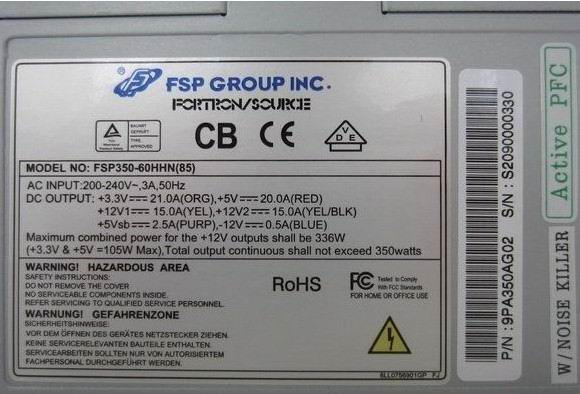 FSP GROUP INC.
FORTRON/SOURCE
BAUART
GEPRÜFT
TYPE
APPROVED
CB CE
VDE
MODEL NO: FSP350-60HHN(85)
AC INPUT:200-240V~,3A,50Hz
DC OUTPUT: +3.3V⎓21.0A(ORG),+5V⎓20.0A(RED)
+12V1⎓15.0A(YEL),+12V2⎓15.0A(YEL/BLK)
+5Vsb⎓2.5A(PURP),-12V⎓0.5A(BLUE)
Maximum combined power for the +12V outputs shall be 336W
(+3.3V & +5V =105W Max),Total output continuous shall not exceed 350watts
WARNING! HAZARDOUS AREA
SAFETY INSTRUCTIONS:
DO NOT REMOVE THE COVER
NO SERVICEABLE COMPONENTS INSIDE.
REFER SERVICING TO QUALIFIED SERVICE PERSONNEL.
WARNUNG! GEFAHRENZONE
SICHERHEITSHINWEISE:
VOR DEM ÖFFNEN DES GERÄTES NETZSTECKER ZIEHEN
KEINE SERVICERELEVANTEN BAUTEILE ENTHALTEN.
SERVICEARBEITEN SOLLTEN NUR VON AUTORISIERTEM
FACHPERSONAL DURCHGEFÜHRT WERDEN.
RoHS
FC Tested to Comply
With FCC Standards
FOR HOME OR OFFICE USE
P/N : 9PA350AG02 S/N : S2090000330
Active PFC
W/NOISE KILLER